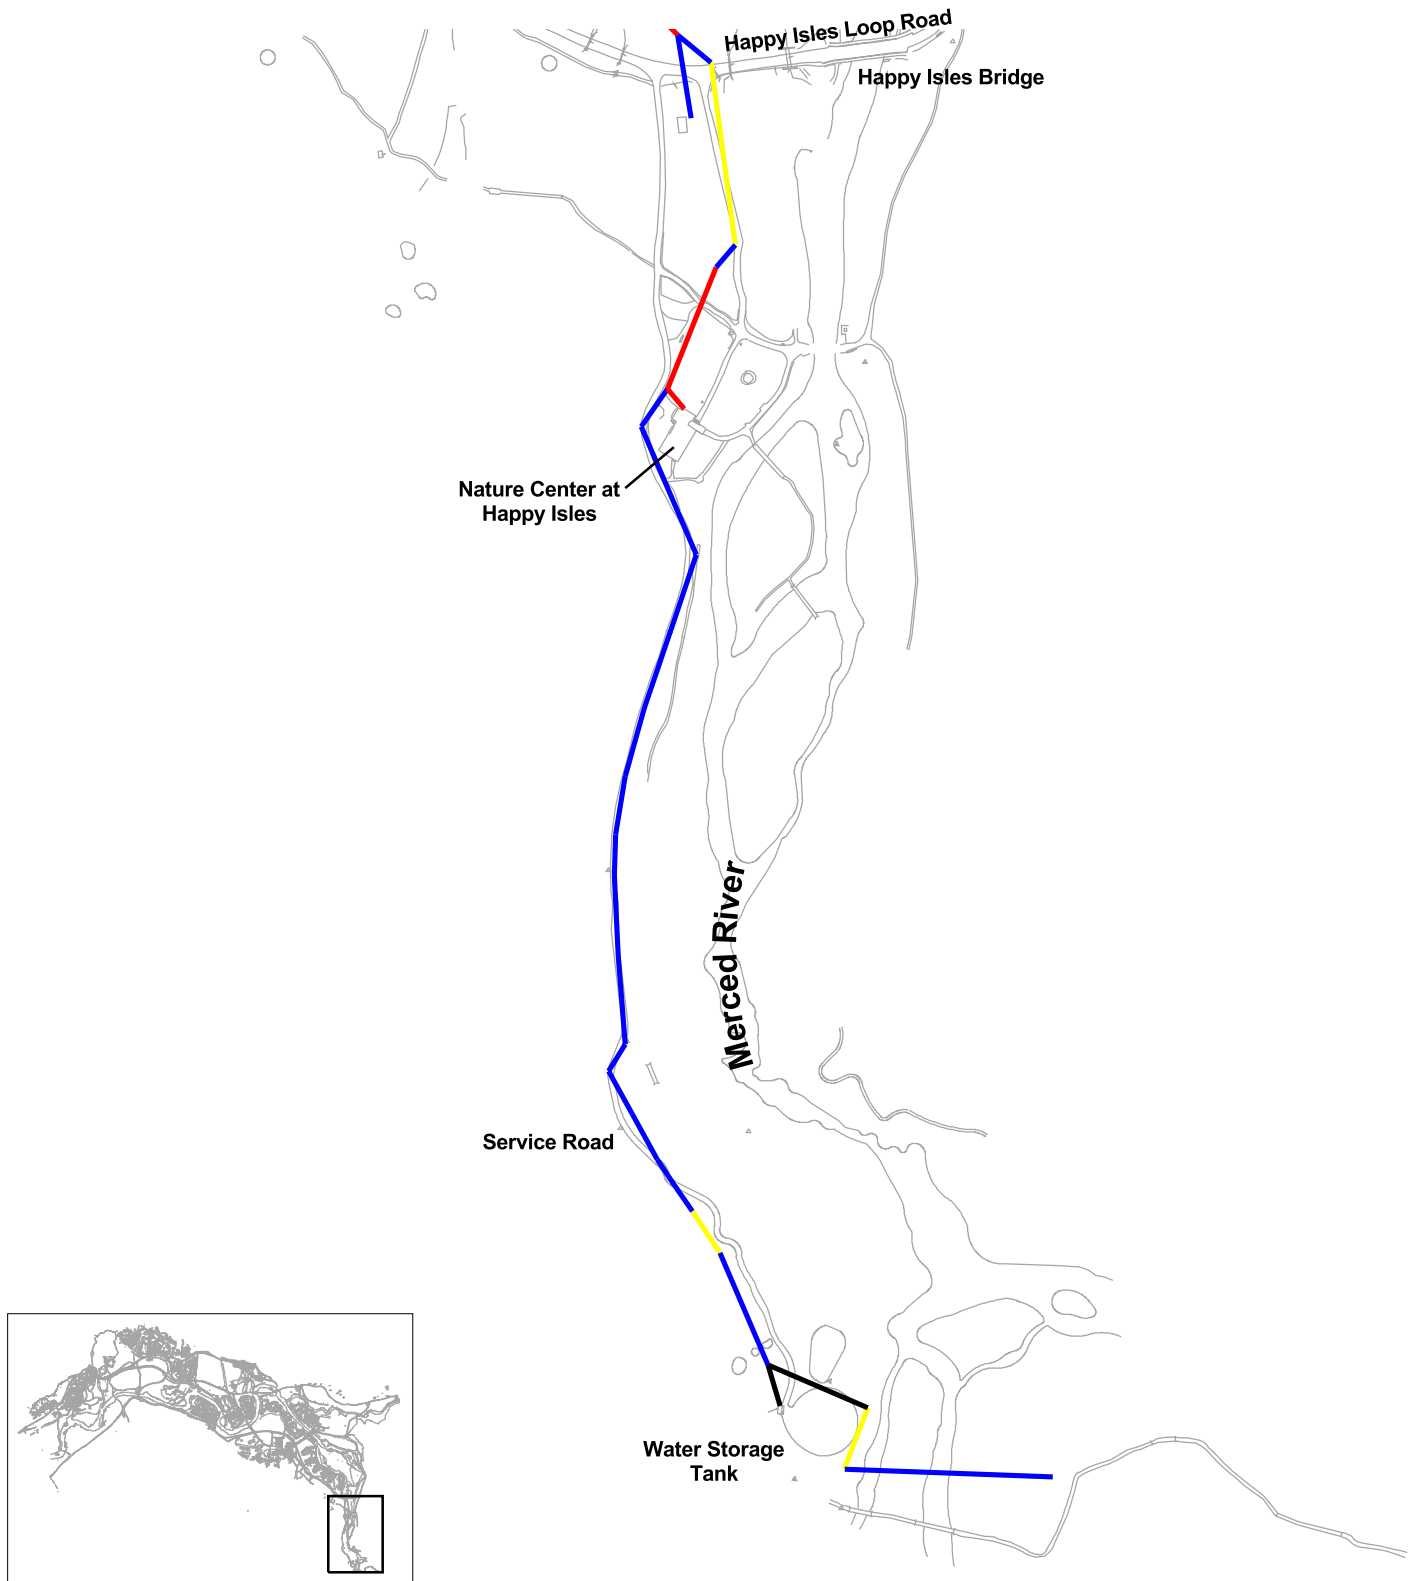 Happy Isles Loop Road
Happy Isles Bridge
Nature Center at
Happy Isles
Merced River
Service Road
Water Storage
Tank